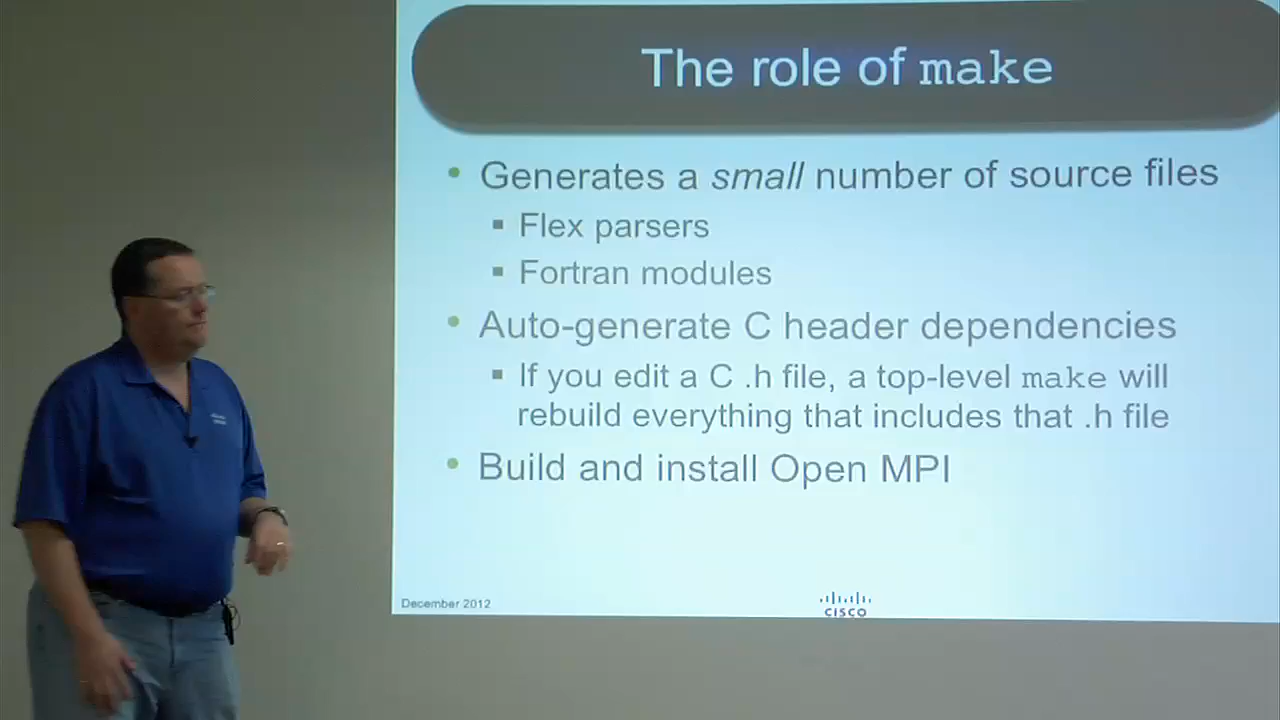 The role of make
• Generates a small number of source files
▪ Flex parsers
▪ Fortran modules
• Auto-generate C header dependencies
▪ If you edit a C .h file, a top-level make will
rebuild everything that includes that .h file
• Build and install Open MPI
December 2012
CISCO